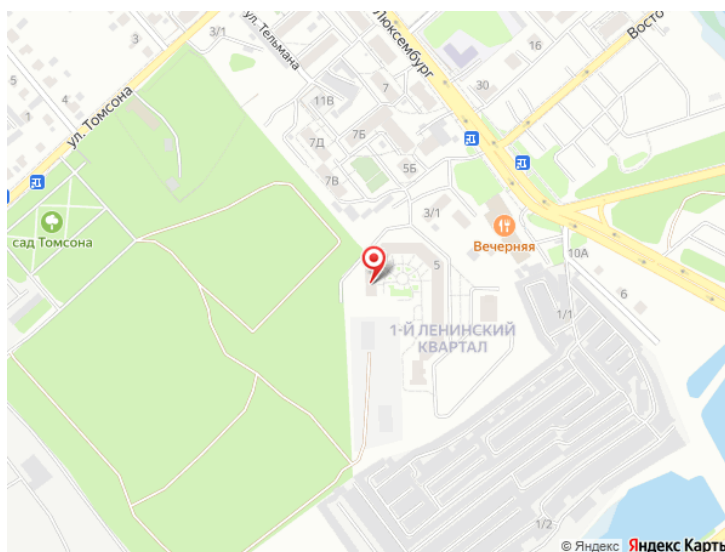 3
3/1
ул. Тельмана
Люксембург
16
Восто
5
4
1
ул. Томсона
11В
7
30
7Б
7Д
5Б
7В
3/1
сад Томсона
Вечерняя
10А
5
6
1/1
1-Й ЛЕНИНСКИЙ
КВАРТАЛ
1/2
© Яндекс Яндекс Карты